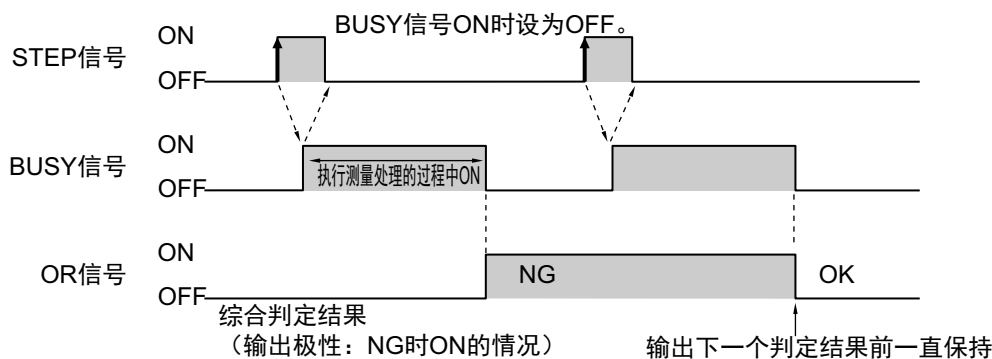 BUSY信号ON时设为OFF。
STEP信号
ON
OFF
BUSY信号
ON
OFF
执行测量处理的过程中ON
OR信号
ON
OFF
NG
OK
综合判定结果
（输出极性：NG时ON的情况）
输出下一个判定结果前一直保持